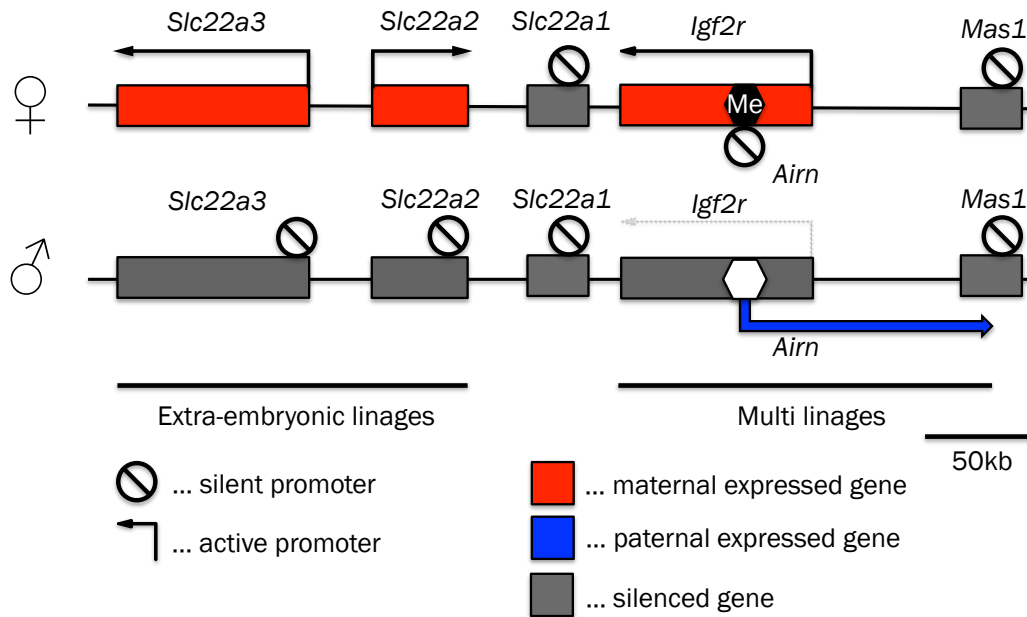 Slc22a3 Slc22a2 Slc22a1 Igf2r Mas1
♀
Me
Airn
Slc22a3 Slc22a2 Slc22a1 Igf2r Mas1
♂
Airn
Extra-embryonic linages Multi linages
50kb
... silent promoter ... maternal expressed gene
... active promoter ... paternal expressed gene
... silenced gene